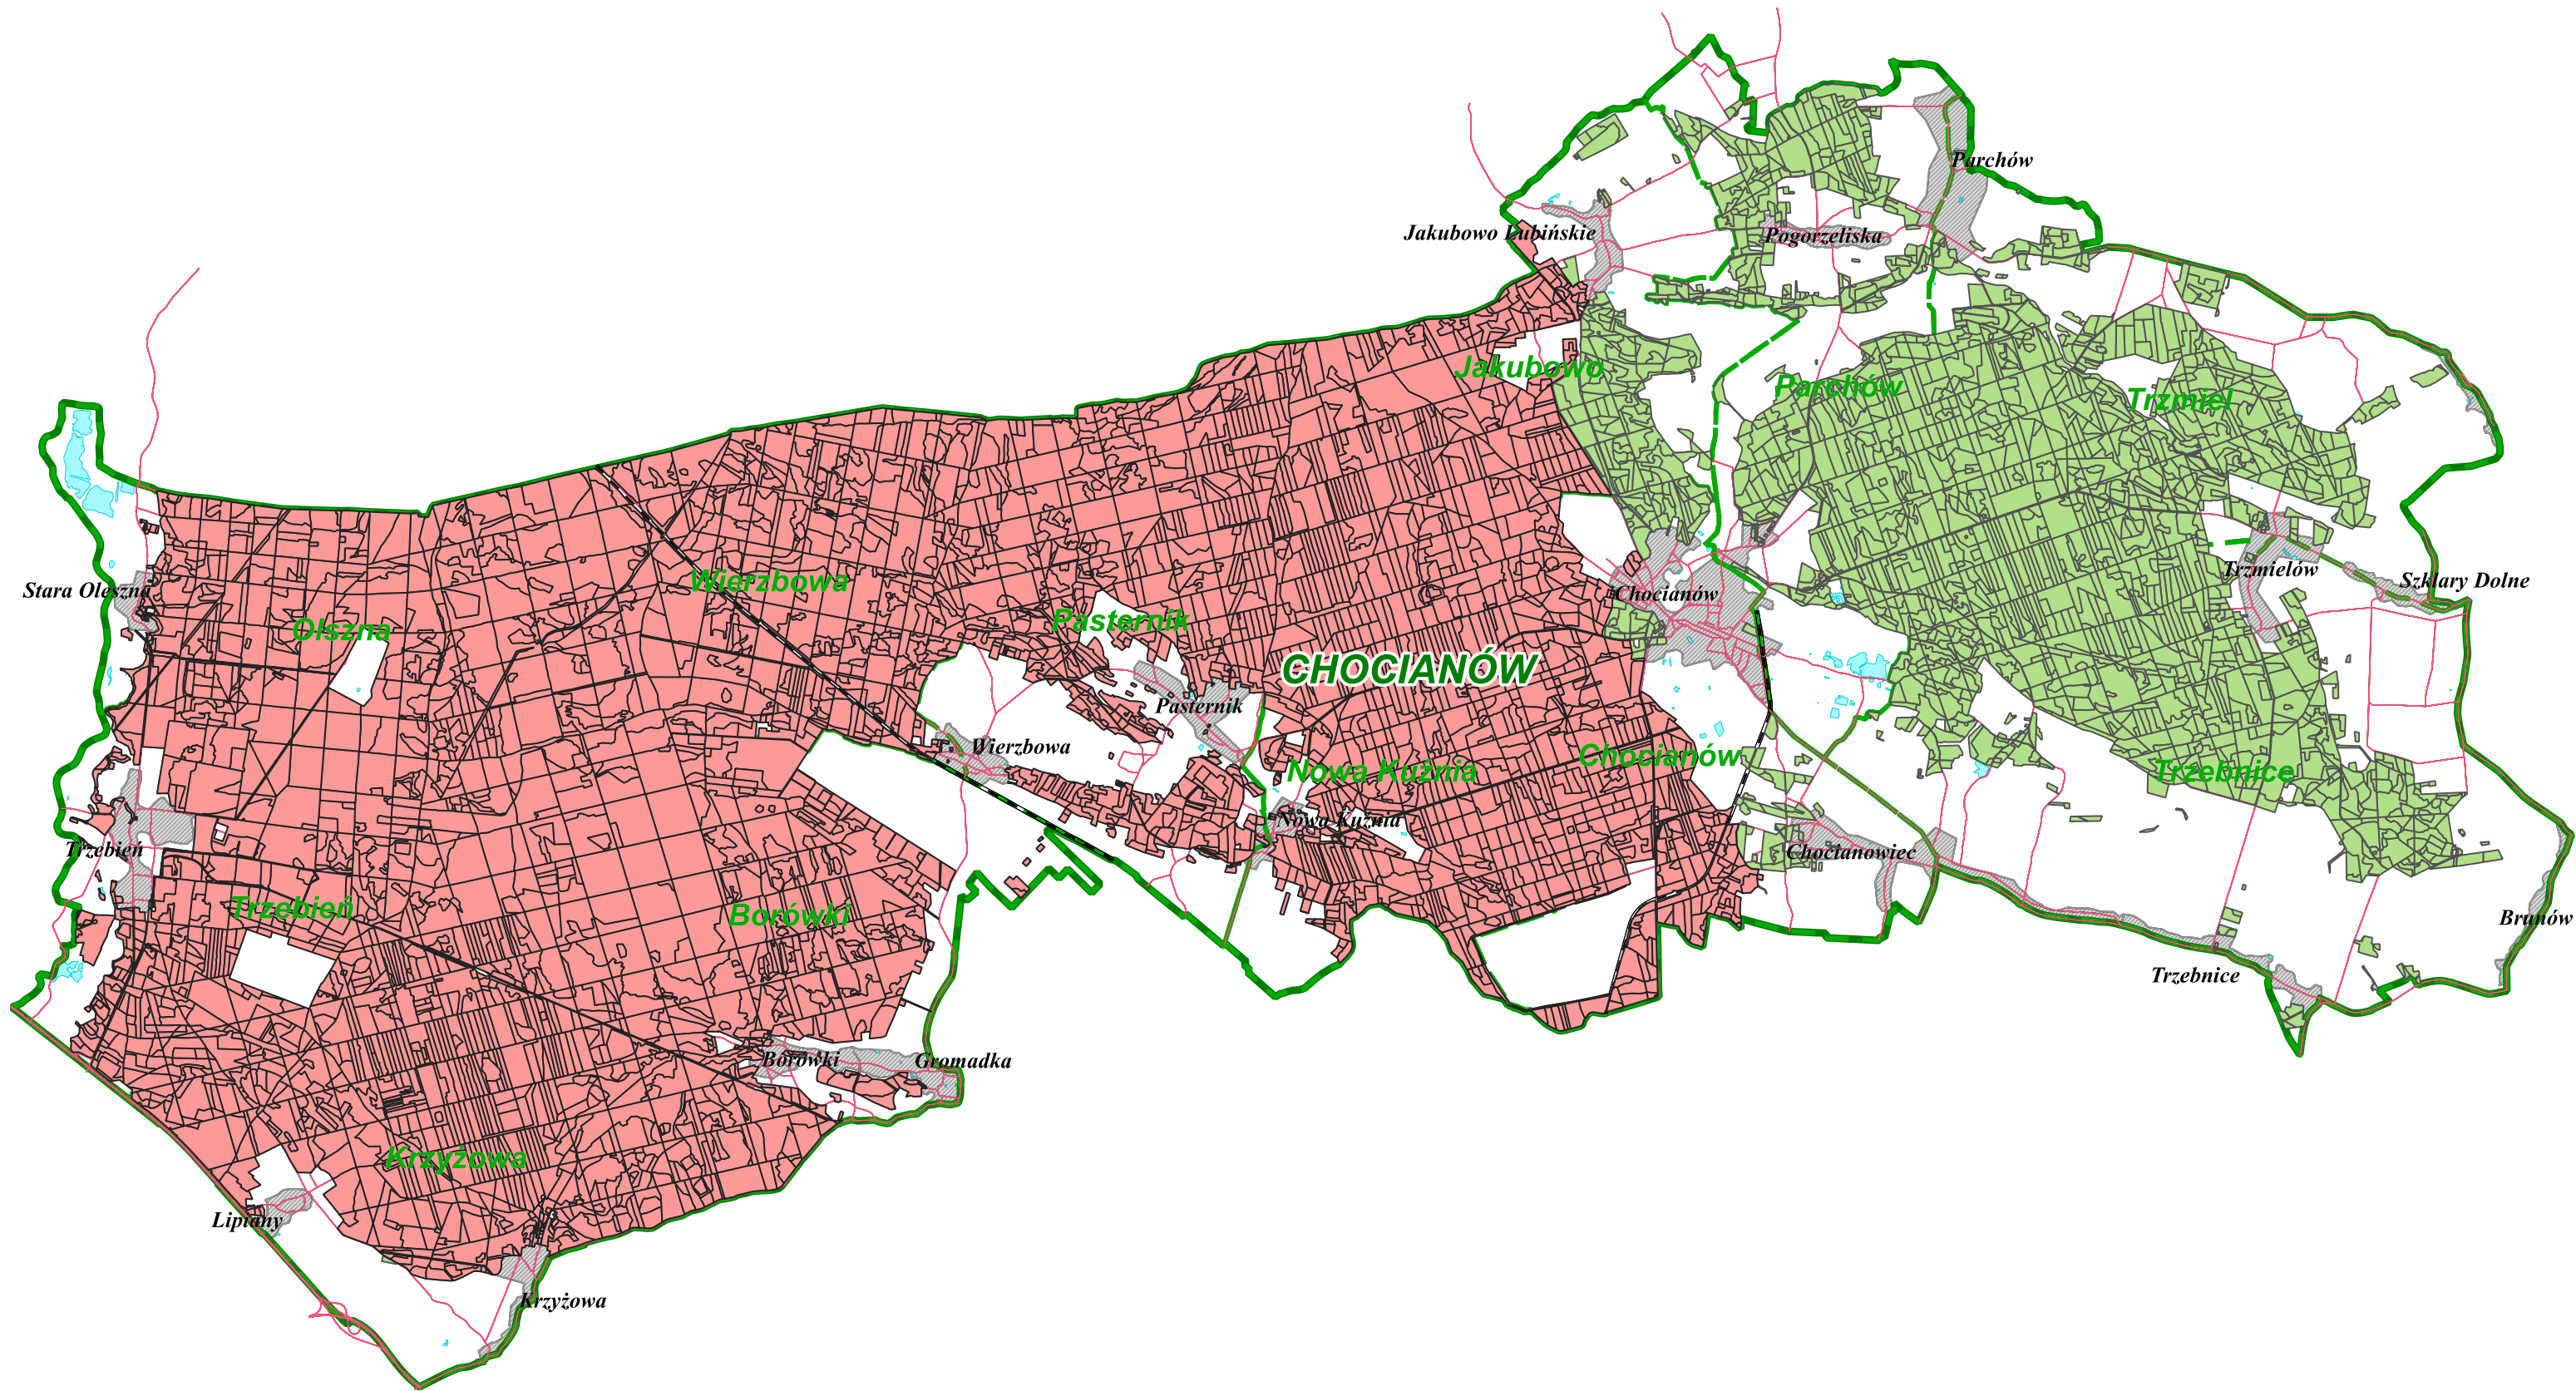 Parchów
Jakubowo Lubińskie
Pogorzeliska
Jakubowo
Parchów
Trzmiel
Stara Oleszna
Wierzbowa
Olszna
Pasternik
Chocianów
Trzmielów
Szklary Dolne
CHOCIANÓW
Pasternik
Wierzbowa
Nowa Kuźnia
Chocianów
Trzebnice
Nowa Kuźnia
Trzebień
Chocianowiec
Trzebień
Borówki
Brunów
Trzebnice
Borówki
Gromadka
Krzyżowa
Lipiany
Krzyżowa